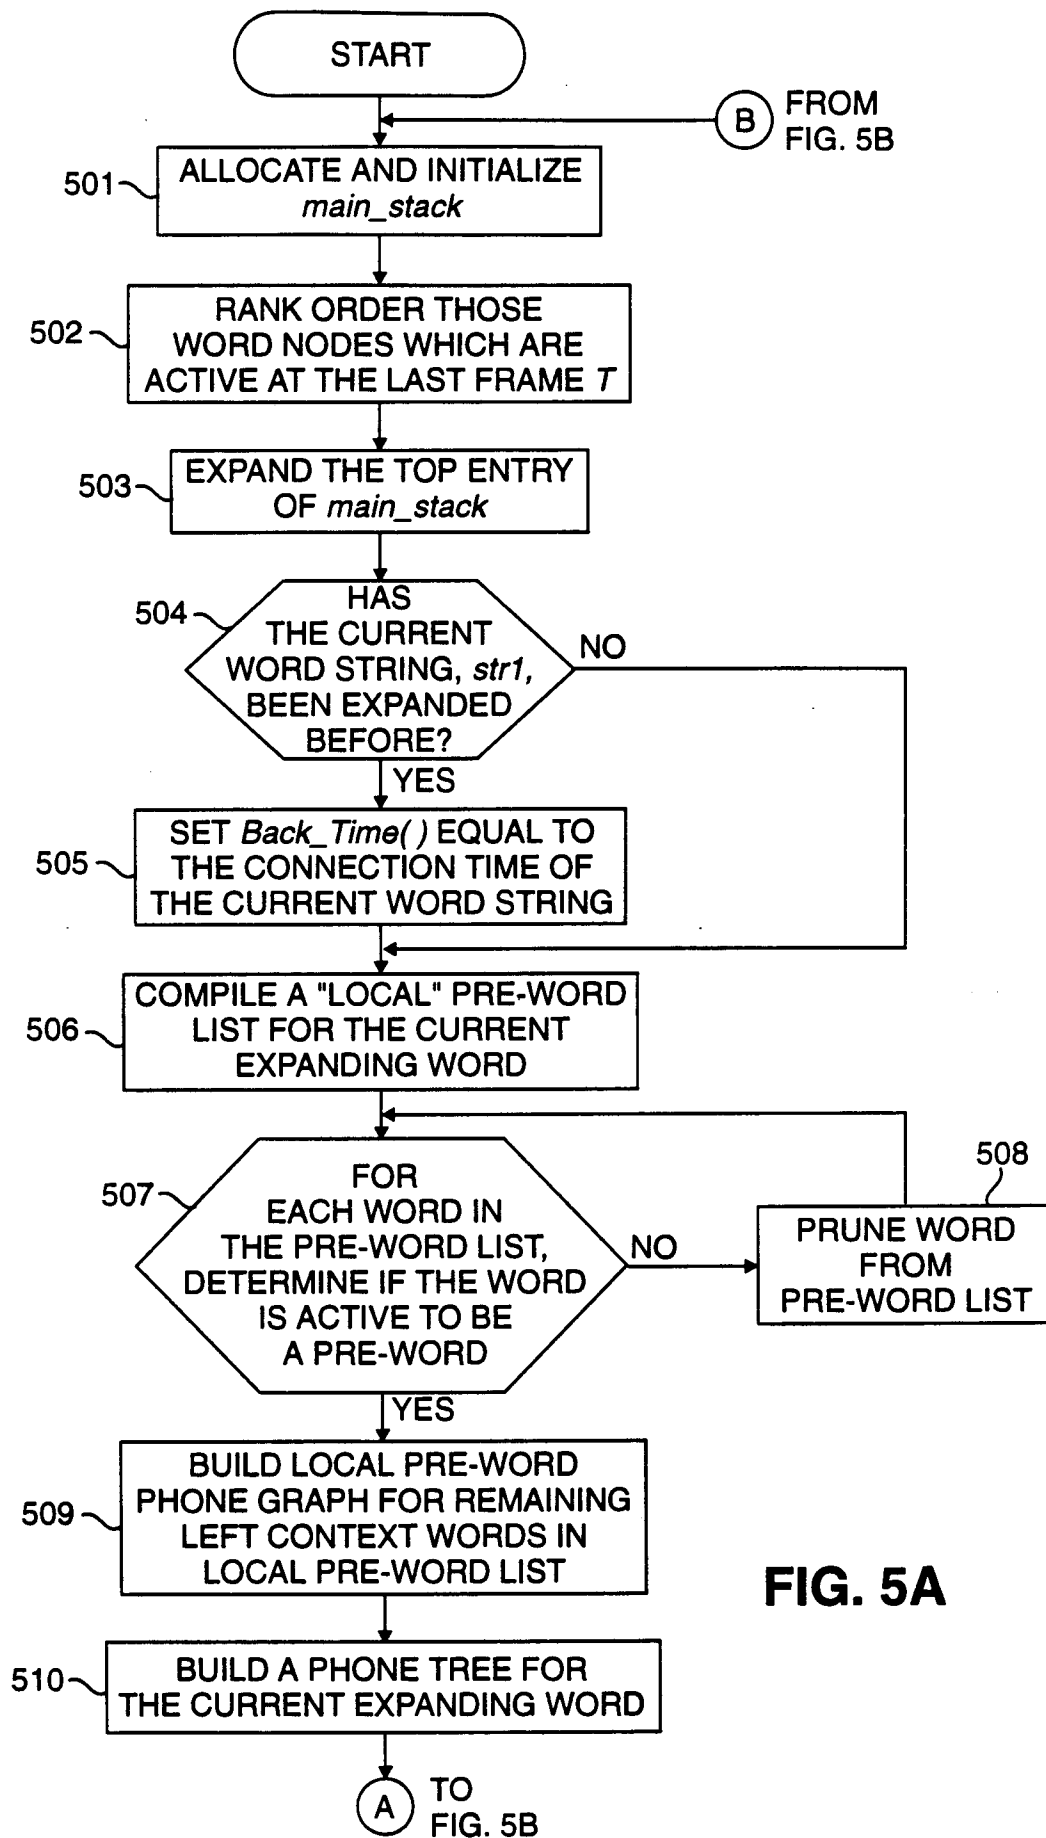 START
B
FROM
FIG. 5B
501
ALLOCATE AND INITIALIZE
main_stack
502
RANK ORDER THOSE
WORD NODES WHICH ARE
ACTIVE AT THE LAST FRAME T
503
EXPAND THE TOP ENTRY
OF main_stack
504
HAS
THE CURRENT
WORD STRING, str1,
BEEN EXPANDED
BEFORE?
NO
YES
505
SET Back_Time( ) EQUAL TO
THE CONNECTION TIME OF
THE CURRENT WORD STRING
506
COMPILE A "LOCAL" PRE-WORD
LIST FOR THE CURRENT
EXPANDING WORD
507
FOR
EACH WORD IN
THE PRE-WORD LIST,
DETERMINE IF THE WORD
IS ACTIVE TO BE
A PRE-WORD
NO
508
PRUNE WORD
FROM
PRE-WORD LIST
YES
509
BUILD LOCAL PRE-WORD
PHONE GRAPH FOR REMAINING
LEFT CONTEXT WORDS IN
LOCAL PRE-WORD LIST
FIG. 5A
510
BUILD A PHONE TREE FOR
THE CURRENT EXPANDING WORD
A
TO
FIG. 5B